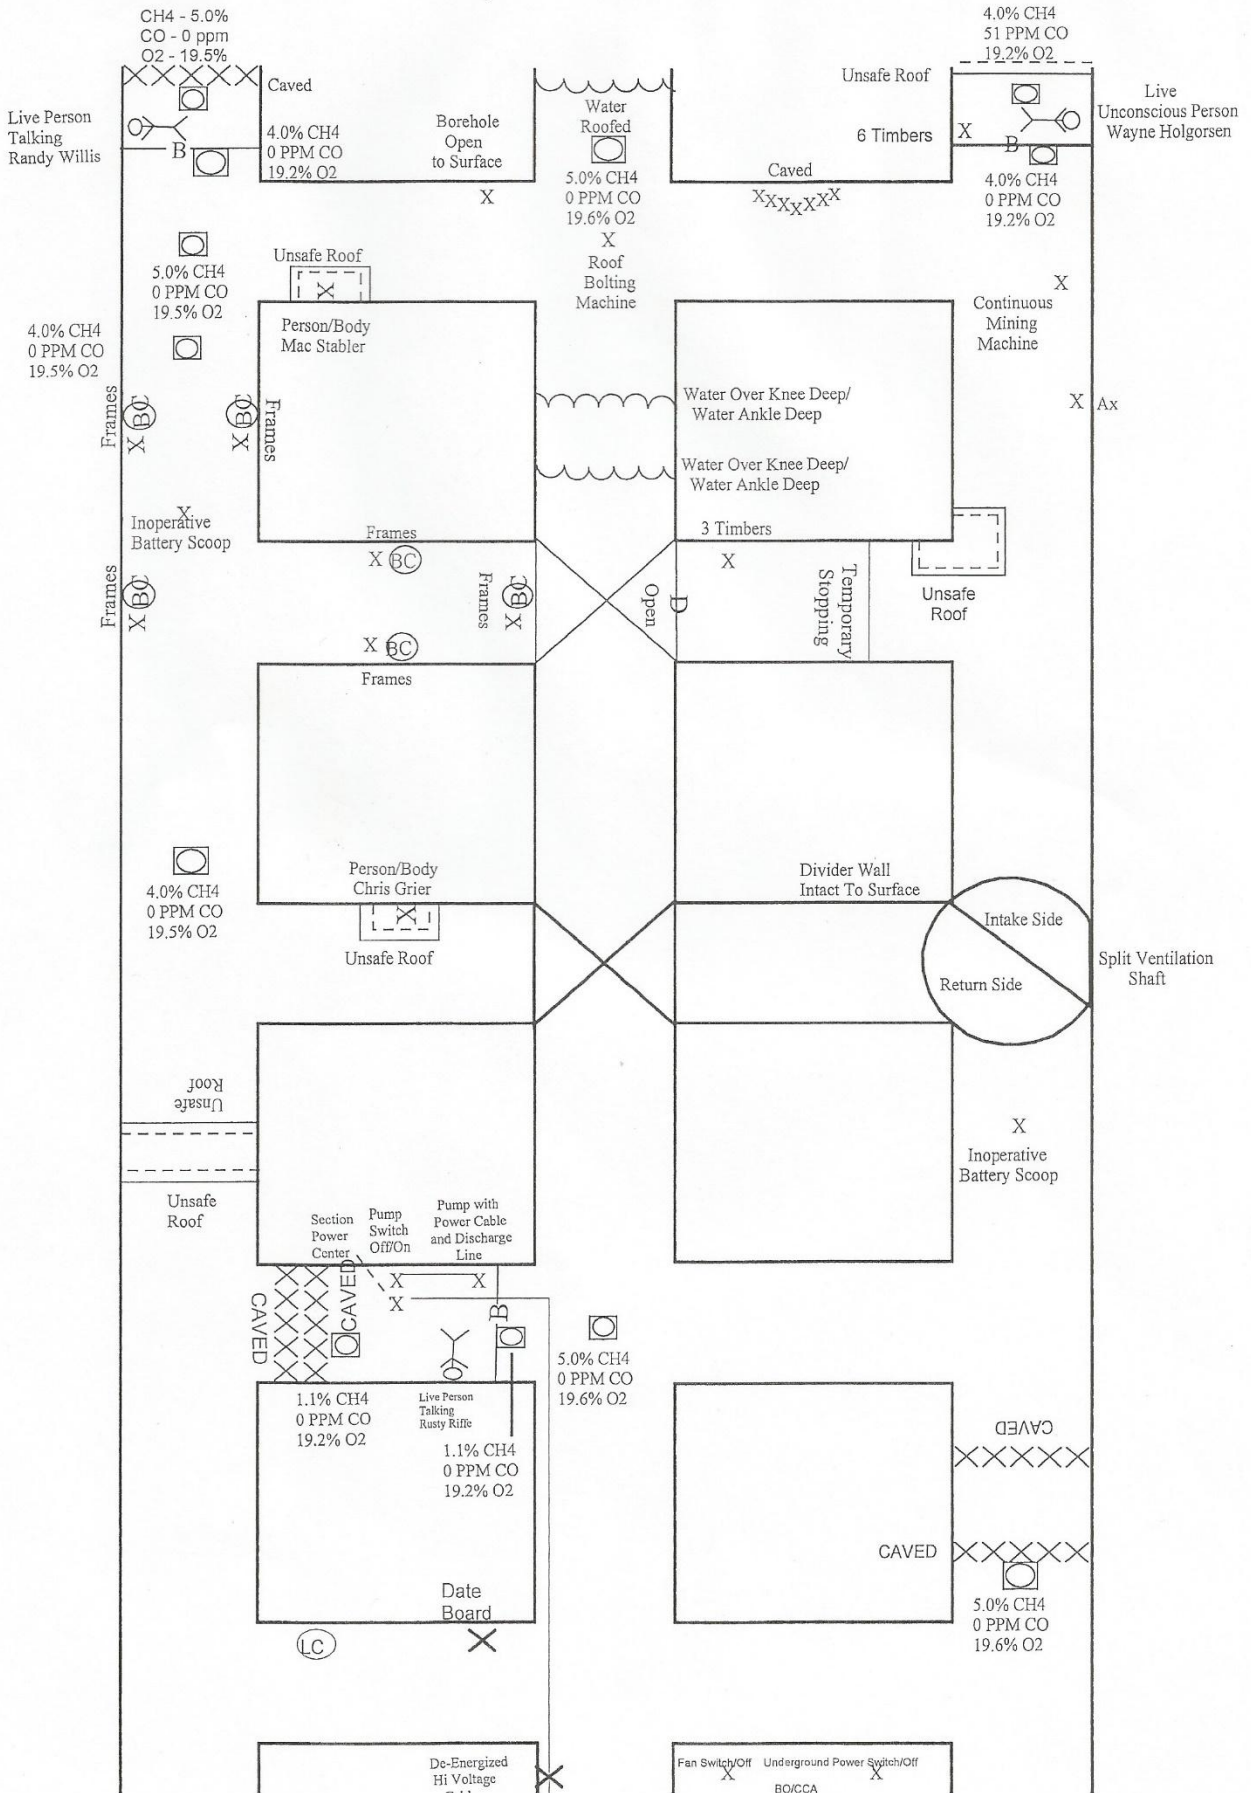 CH4 - 5.0%
CO - 0 ppm
O2 - 19.5%
4.0% CH4
51 PPM CO
19.2% O2
Caved
Unsafe Roof
Live Person
Talking
Randy Willis
B
4.0% CH4
0 PPM CO
19.2% O2
Borehole
Open
to Surface
X
Water
Roofed
5.0% CH4
0 PPM CO
19.6% O2
X
Roof
Bolting
Machine
Caved
XXXXXXX
6 Timbers
X
B
Live
Unconscious Person
Wayne Holgorsen
4.0% CH4
0 PPM CO
19.2% O2
5.0% CH4
0 PPM CO
19.5% O2
Unsafe Roof
X
Person/Body
Mac Stabler
X
Continuous
Mining
Machine
4.0% CH4
0 PPM CO
19.5% O2
Frames
X BC
X BC
Frames
Water Over Knee Deep/
Water Ankle Deep
X Ax
Water Over Knee Deep/
Water Ankle Deep
X
Inoperative
Battery Scoop
Frames
X BC
3 Timbers
X
Frames
X BC
Frames
X BC
Open
D
Temporary
Stopping
Unsafe
Roof
X BC
Frames
4.0% CH4
0 PPM CO
19.5% O2
Person/Body
Chris Grier
X
Unsafe Roof
Divider Wall
Intact To Surface
Intake Side
Return Side
Split Ventilation
Shaft
Unsafe
Roof
Unsafe
Roof
X
Inoperative
Battery Scoop
Section
Power
Center
Pump
Switch
Off/On
Pump with
Power Cable
and Discharge
Line
CAVED
CAVED
X
X
X
B
1.1% CH4
0 PPM CO
19.2% O2
Live Person
Talking
Rusty Riffe
1.1% CH4
0 PPM CO
19.2% O2
5.0% CH4
0 PPM CO
19.6% O2
CAVED
CAVED
5.0% CH4
0 PPM CO
19.6% O2
Date
Board
X
LC
De-Energized
Hi Voltage
X
Fan Switch/Off
X
Underground Power Switch/Off
X
BO/CCA